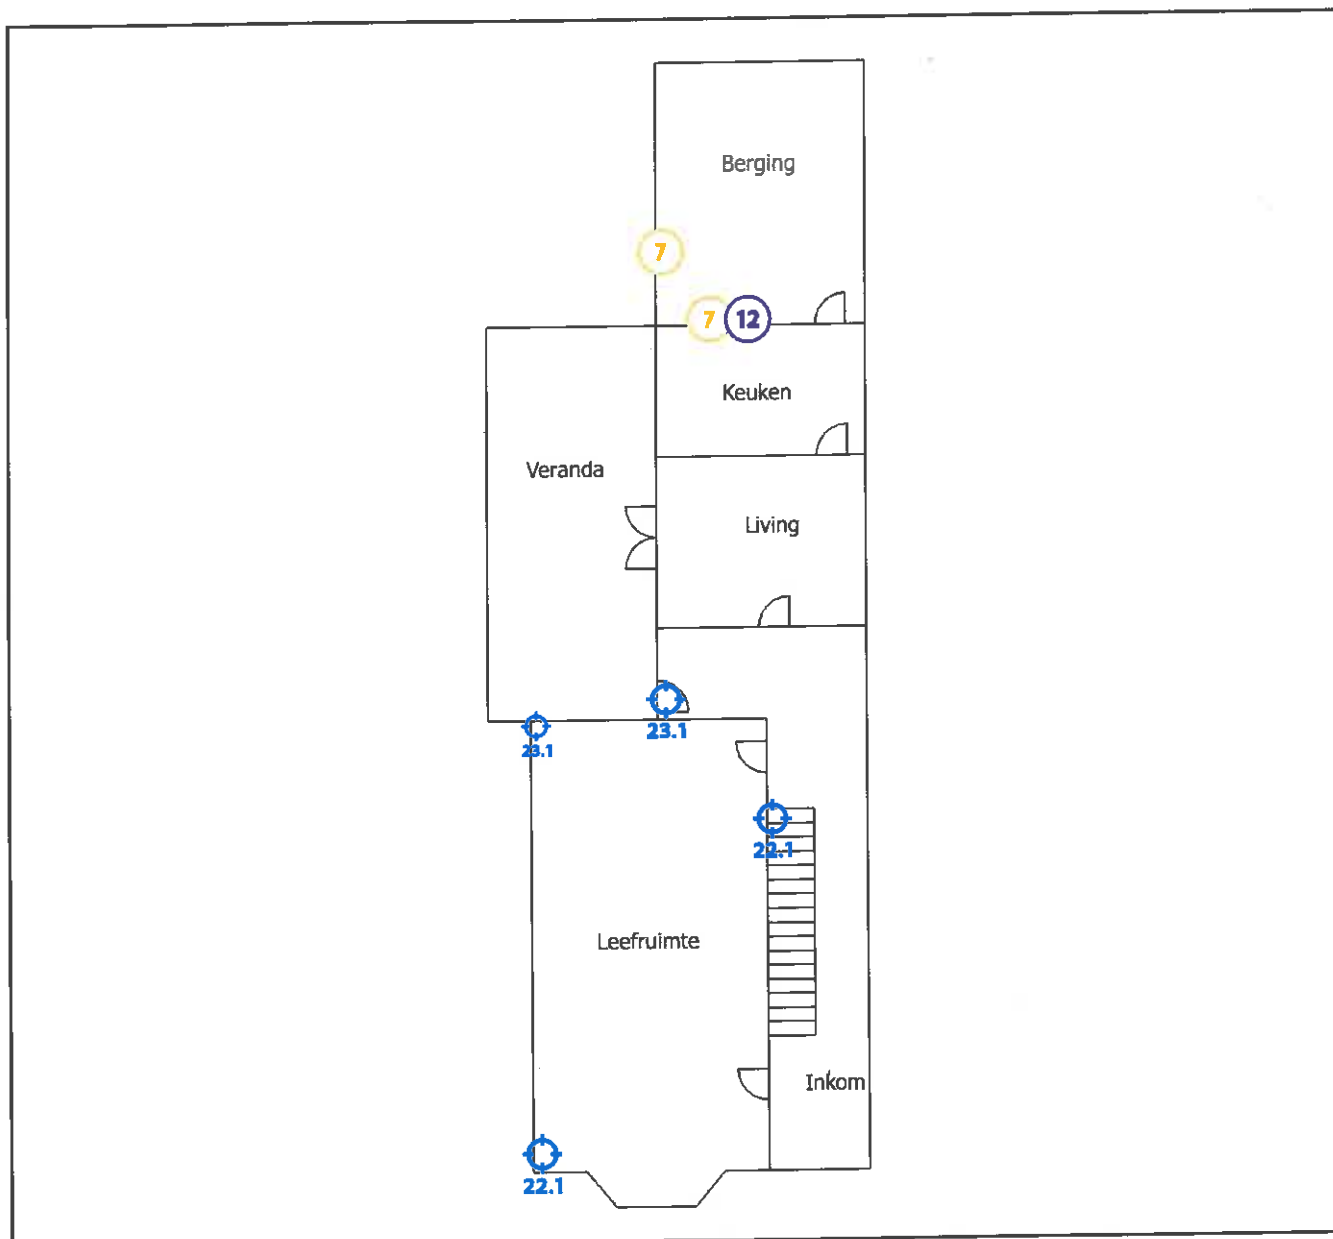 Berging
7
7 12
Keuken
Veranda
Living
23.1
23.1
22.1
Leefruimte
Inkom
22.1